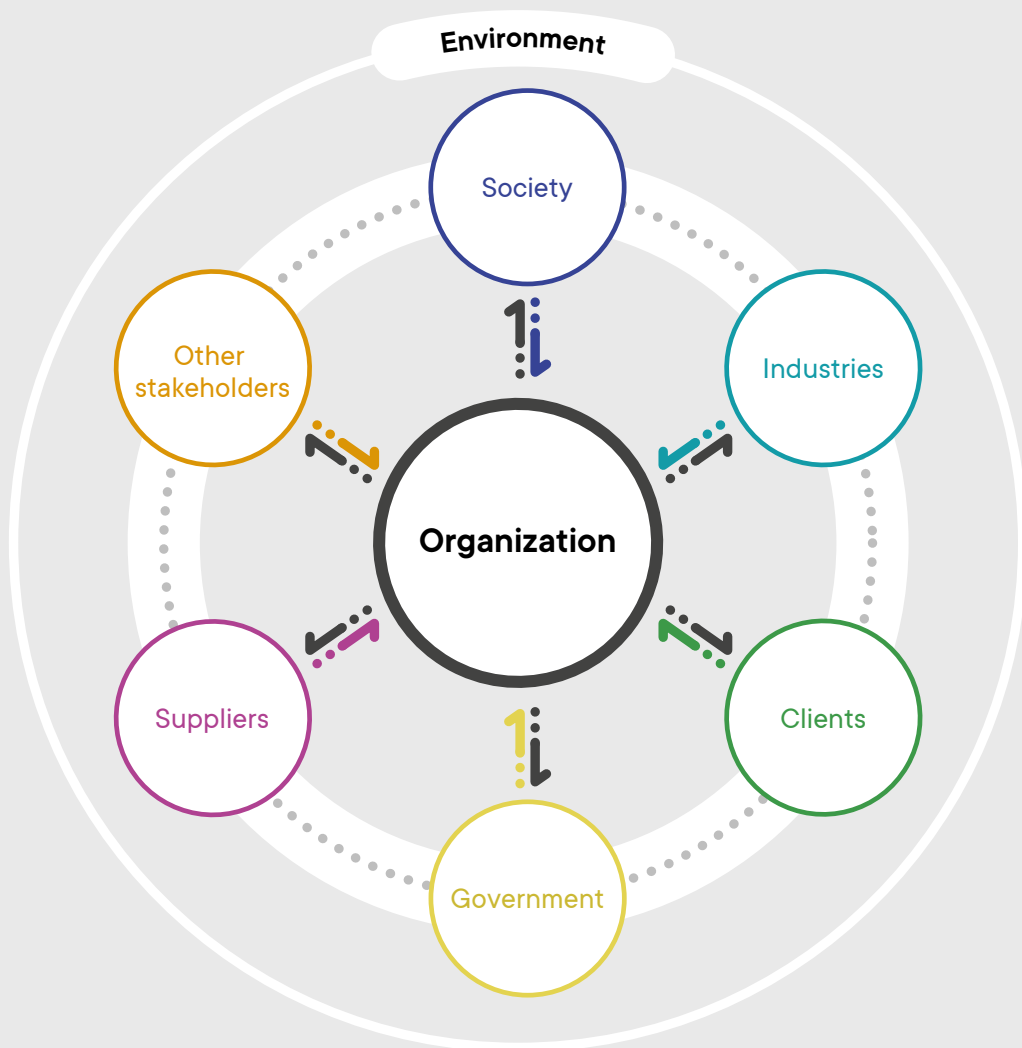 Environment
Society
Other
stakeholders
Industries
Organization
Suppliers
Clients
Government